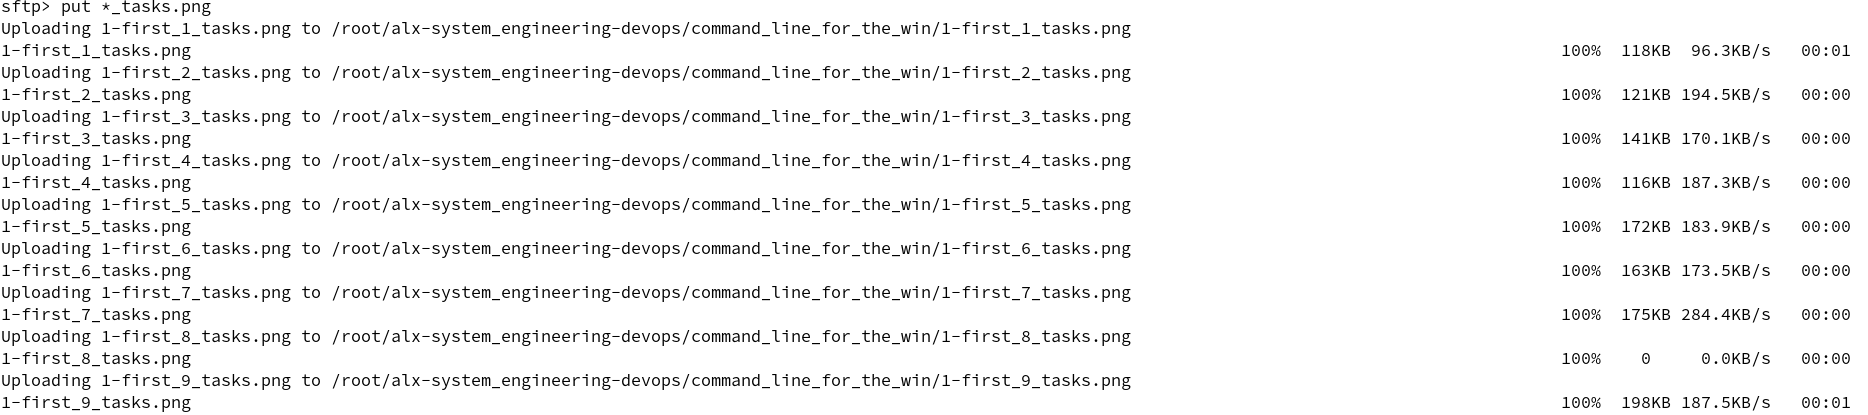 sftp> put *_tasks.png
Uploading 1-first_1_tasks.png to /root/alx-system_engineering-devops/command_line_for_the_win/1-first_1_tasks.png
1-first_1_tasks.png 100% 118KB 96.3KB/s 00:01
Uploading 1-first_2_tasks.png to /root/alx-system_engineering-devops/command_line_for_the_win/1-first_2_tasks.png
1-first_2_tasks.png 100% 121KB 194.5KB/s 00:00
Uploading 1-first_3_tasks.png to /root/alx-system_engineering-devops/command_line_for_the_win/1-first_3_tasks.png
1-first_3_tasks.png 100% 141KB 170.1KB/s 00:00
Uploading 1-first_4_tasks.png to /root/alx-system_engineering-devops/command_line_for_the_win/1-first_4_tasks.png
1-first_4_tasks.png 100% 116KB 187.3KB/s 00:00
Uploading 1-first_5_tasks.png to /root/alx-system_engineering-devops/command_line_for_the_win/1-first_5_tasks.png
1-first_5_tasks.png 100% 172KB 183.9KB/s 00:00
Uploading 1-first_6_tasks.png to /root/alx-system_engineering-devops/command_line_for_the_win/1-first_6_tasks.png
1-first_6_tasks.png 100% 163KB 173.5KB/s 00:00
Uploading 1-first_7_tasks.png to /root/alx-system_engineering-devops/command_line_for_the_win/1-first_7_tasks.png
1-first_7_tasks.png 100% 175KB 284.4KB/s 00:00
Uploading 1-first_8_tasks.png to /root/alx-system_engineering-devops/command_line_for_the_win/1-first_8_tasks.png
1-first_8_tasks.png 100% 0 0.0KB/s 00:00
Uploading 1-first_9_tasks.png to /root/alx-system_engineering-devops/command_line_for_the_win/1-first_9_tasks.png
1-first_9_tasks.png 100% 198KB 187.5KB/s 00:01